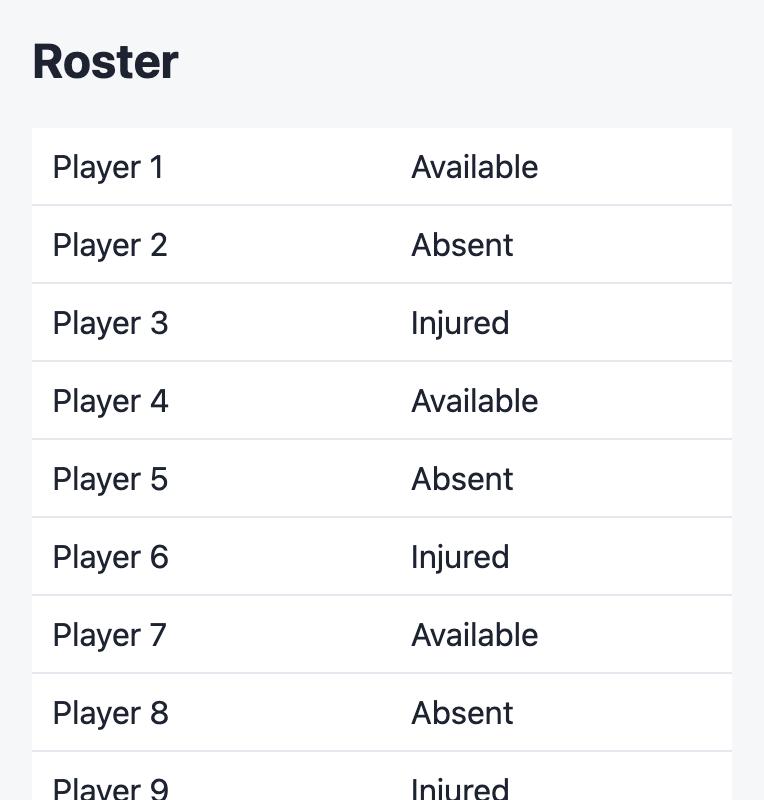 Roster
Player 1 Available
Player 2 Absent
Player 3 Injured
Player 4 Available
Player 5 Absent
Player 6 Injured
Player 7 Available
Player 8 Absent
Player 9 Injured